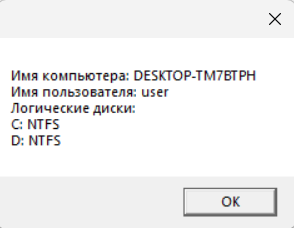 Имя компьютера: DESKTOP-TM7BTPH
Имя пользователя: user
Логические диски:
C: NTFS
D: NTFS
OK